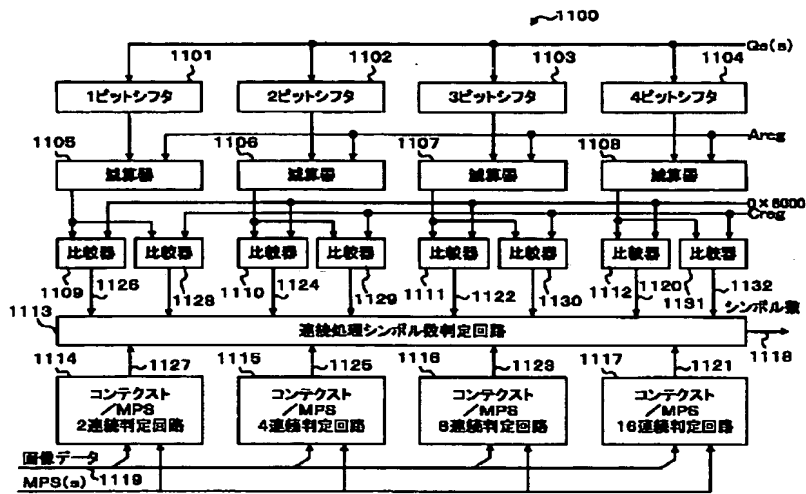 1100
Qe(s)
1101
1102
1103
1104
1ビットシフタ
2ビットシフタ
3ビットシフタ
4ビットシフタ
Areg
1105
1106
1107
1108
減算器
減算器
減算器
減算器
0×8000
Creg
比較器
比較器
比較器
比較器
比較器
比較器
比較器
比較器
1109
1126
1128
1110
1124
1129
1111
1122
1130
1112
1120
1131
1132
シンボル数
1113
連続処理シンボル数判定回路
1118
1114
1127
1115
1125
1116
1123
1117
1121
コンテクスト
/MPS
2連続判定回路
コンテクスト
/MPS
4連続判定回路
コンテクスト
/MPS
8連続判定回路
コンテクスト
/MPS
16連続判定回路
画像データ
1119
MPS(s)